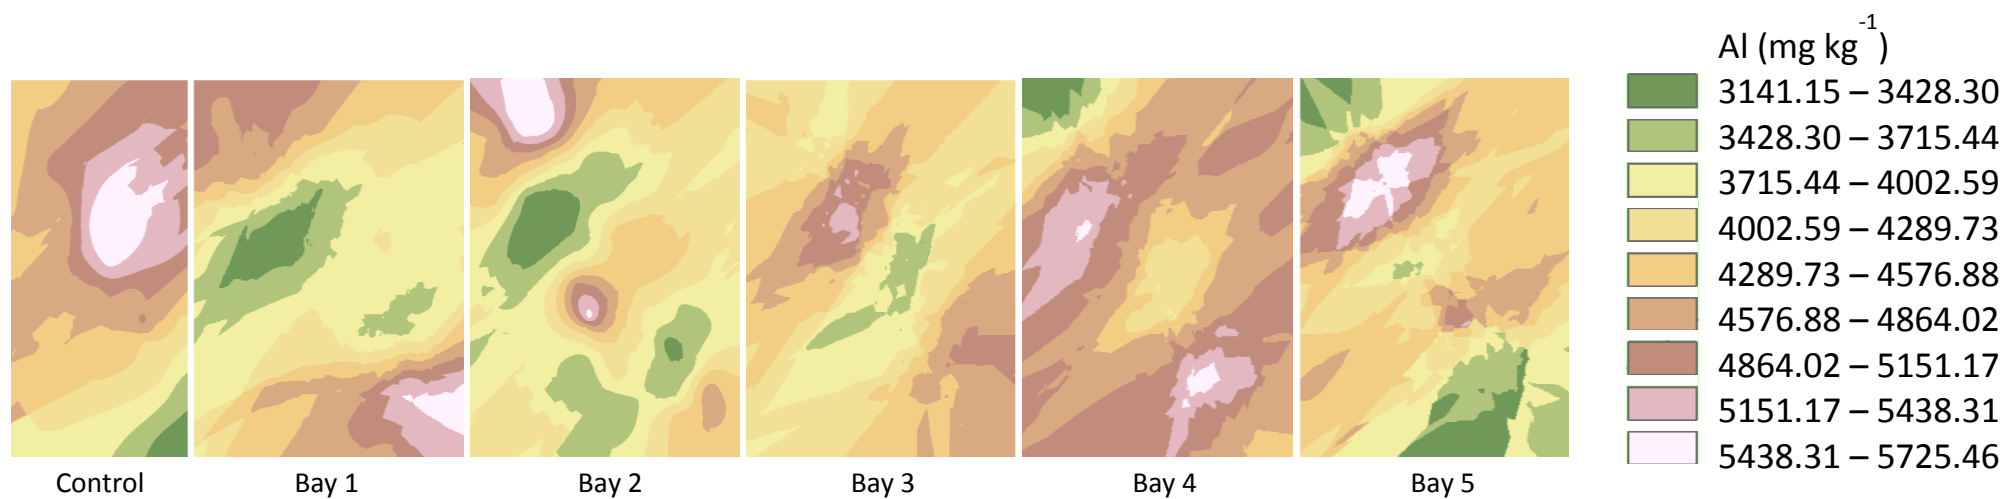 Al (mg kg⁻¹)
3141.15 – 3428.30
3428.30 – 3715.44
3715.44 – 4002.59
4002.59 – 4289.73
4289.73 – 4576.88
4576.88 – 4864.02
4864.02 – 5151.17
5151.17 – 5438.31
5438.31 – 5725.46
Control
Bay 1
Bay 2
Bay 3
Bay 4
Bay 5